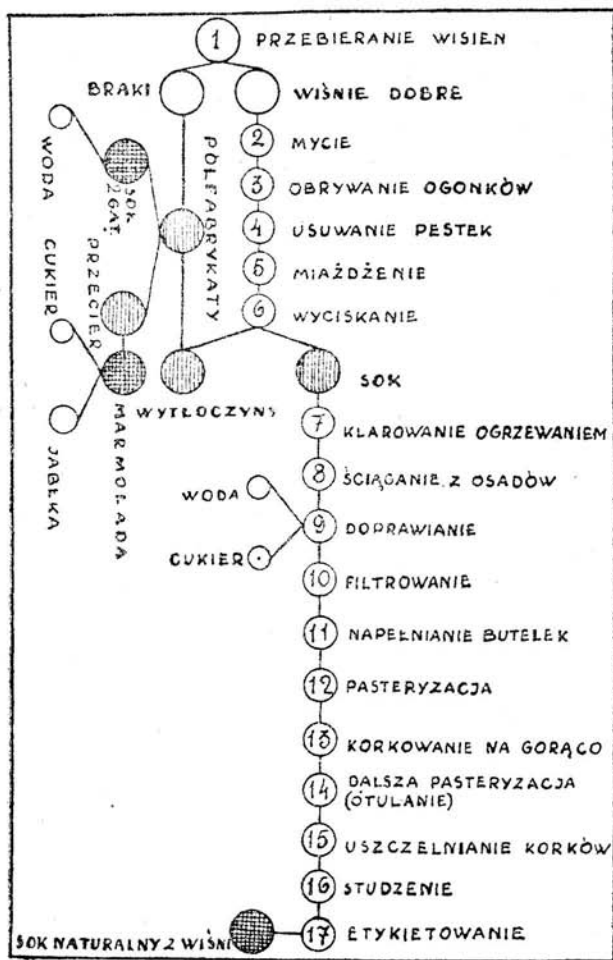 1 PRZEBIERANIE WISIEN
BRAKI
WIŚNIE DOBRE
WODA
SOK
2 GAT.
PÓŁFABRYKATY
2 MYCIE
3 OBRYWANIE OGONKÓW
4 USUWANIE PESTEK
5 MIAŻDŻENIE
6 WYCISKANIE
CUKIER
PRZECIER
MARMOLADA
JABŁKA
WYTŁOCZYNY
SOK
7 KLAROWANIE OGRZEWANIEM
8 ŚCIĄGANIE Z OSADÓW
WODA
9 DOPRAWIANIE
CUKIER
10 FILTROWANIE
11 NAPEŁNIANIE BUTELEK
12 PASTERYZACJA
13 KORKOWANIE NA GORĄCO
14 DALSZA PASTERYZACJA
(OTULANIE)
15 USZCZELNIANIE KORKÓW
16 STUDZENIE
17 ETYKIETOWANIE
SOK NATURALNY Z WIŚNI